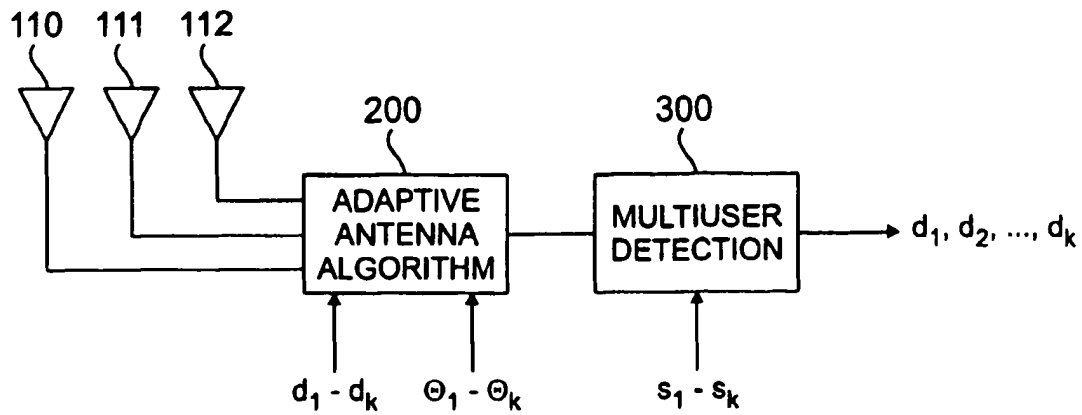 110 111 112
200
300
ADAPTIVE
ANTENNA
ALGORITHM
MULTIUSER
DETECTION
d1, d2, ..., dk
d1 - dk
Θ1 - Θk
s1 - sk